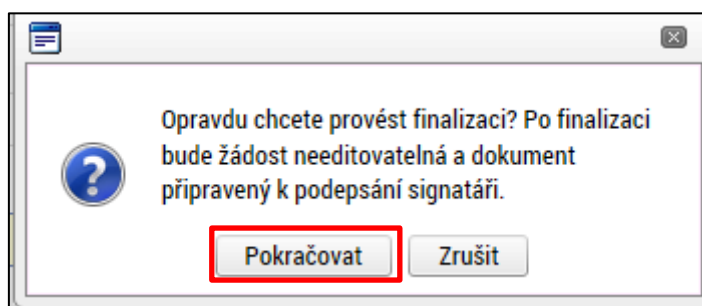 Opravdu chcete provést finalizaci? Po finalizaci
bude žádost needitovatelná a dokument
připravený k podepsání signatáři.
Pokračovat Zrušit